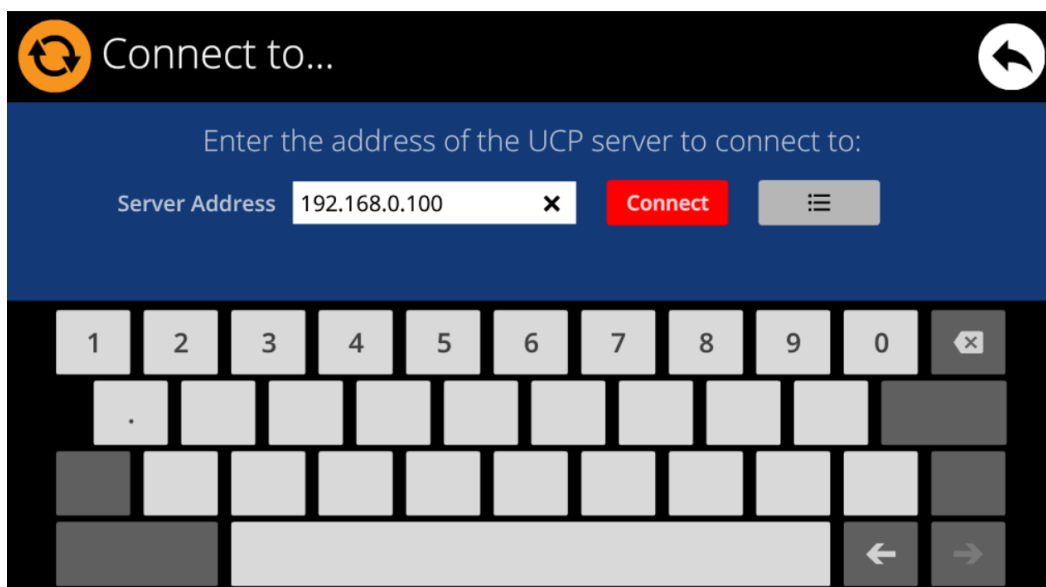 Connect to...
Enter the address of the UCP server to connect to:
Server Address 192.168.0.100 Connect
1 2 3 4 5 6 7 8 9 0
.